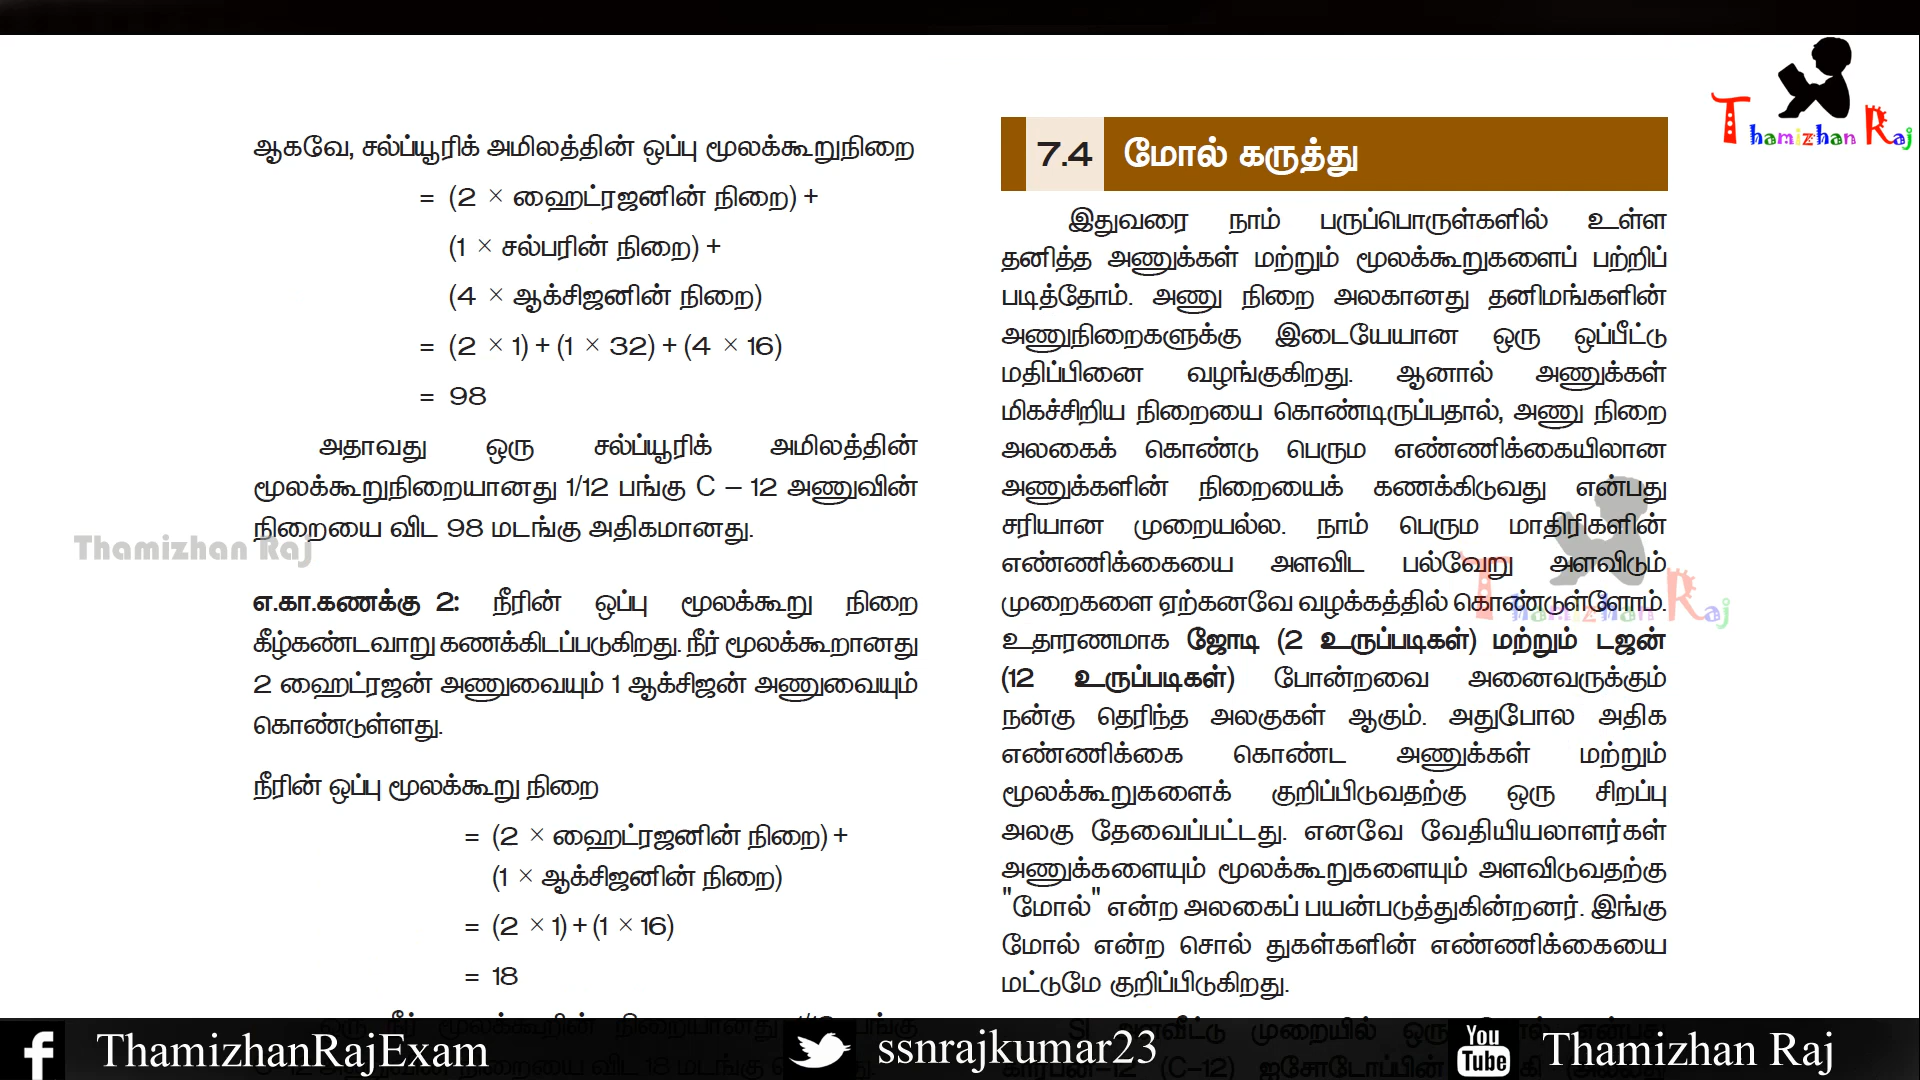 ஆகவே, சல்ப்யூரிக் அமிலத்தின் ஒப்பு மூலக்கூறுநிறை
= (2 × ஹைட்ரஜனின் நிறை) +
(1 × சல்பரின் நிறை) +
(4 × ஆக்சிஜனின் நிறை)
= (2 × 1) + (1 × 32) + (4 × 16)
= 98
அதாவது ஒரு சல்ப்யூரிக் அமிலத்தின்
மூலக்கூறுநிறையானது 1/12 பங்கு C – 12 அணுவின்
நிறையை விட 98 மடங்கு அதிகமானது.
Thamizhan Raj
எ.கா.கணக்கு 2: நீரின் ஒப்பு மூலக்கூறு நிறை
கீழ்கண்டவாறு கணக்கிடப்படுகிறது. நீர் மூலக்கூறானது
2 ஹைட்ரஜன் அணுவையும் 1 ஆக்சிஜன் அணுவையும்
கொண்டுள்ளது.
நீரின் ஒப்பு மூலக்கூறு நிறை
= (2 × ஹைட்ரஜனின் நிறை) +
(1 × ஆக்சிஜனின் நிறை)
= (2 × 1) + (1 × 16)
= 18
7.4 மோல் கருத்து
இதுவரை நாம் பருப்பொருள்களில் உள்ள
தனித்த அணுக்கள் மற்றும் மூலக்கூறுகளைப் பற்றிப்
படித்தோம். அணு நிறை அலகானது தனிமங்களின்
அணுநிறைகளுக்கு இடையேயான ஒரு ஒப்பீட்டு
மதிப்பினை வழங்குகிறது. ஆனால் அணுக்கள்
மிகச்சிறிய நிறையை கொண்டிருப்பதால், அணு நிறை
அலகைக் கொண்டு பெரும எண்ணிக்கையிலான
அணுக்களின் நிறையைக் கணக்கிடுவது என்பது
சரியான முறையல்ல. நாம் பெரும மாதிரிகளின்
எண்ணிக்கையை அளவிட பல்வேறு அளவிடும்
முறைகளை ஏற்கனவே வழக்கத்தில் கொண்டுள்ளோம்.
உதாரணமாக ஜோடி (2 உருப்படிகள்) மற்றும் டஜன்
(12 உருப்படிகள்) போன்றவை அனைவருக்கும்
நன்கு தெரிந்த அலகுகள் ஆகும். அதுபோல அதிக
எண்ணிக்கை கொண்ட அணுக்கள் மற்றும்
மூலக்கூறுகளைக் குறிப்பிடுவதற்கு ஒரு சிறப்பு
அலகு தேவைப்பட்டது. எனவே வேதியியலாளர்கள்
அணுக்களையும் மூலக்கூறுகளையும் அளவிடுவதற்கு
"மோல்" என்ற அலகைப் பயன்படுத்துகின்றனர். இங்கு
மோல் என்ற சொல் துகள்களின் எண்ணிக்கையை
மட்டுமே குறிப்பிடுகிறது.
Thamizhan Raj
Thamizhan Raj
ThamizhanRajExam
ssnrajkumar23
You Tube
Thamizhan Raj